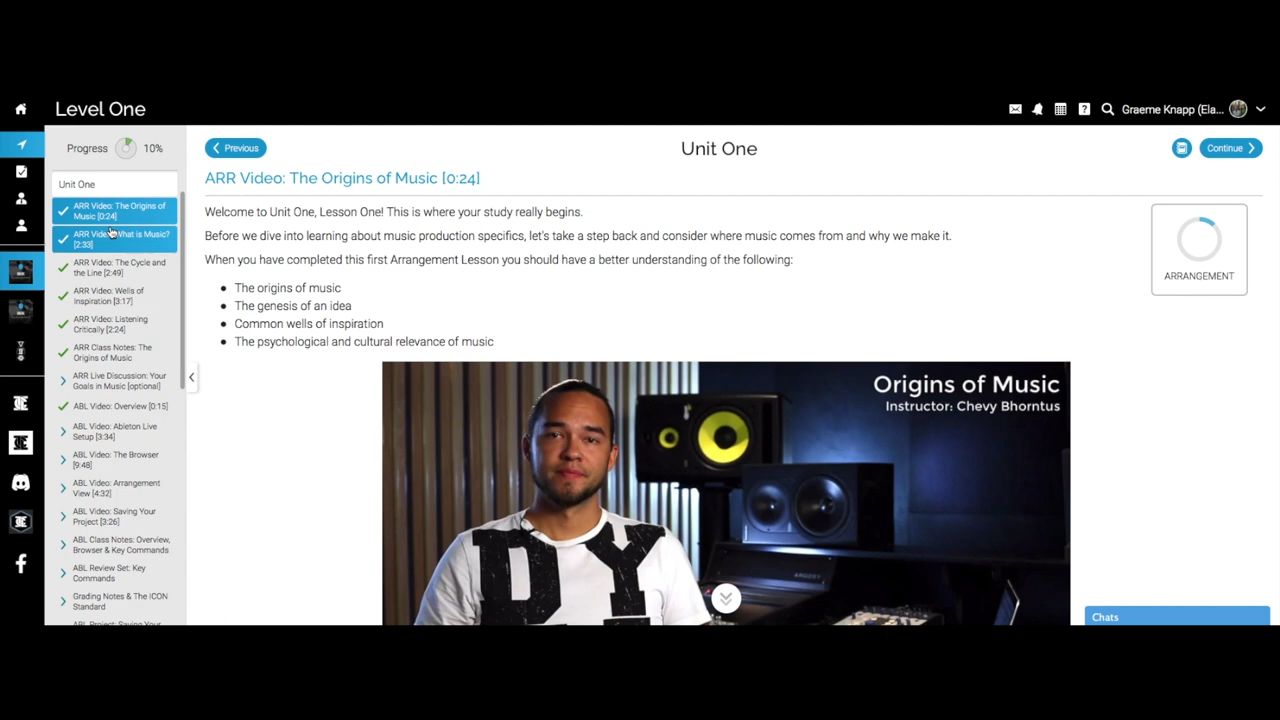 Level One
Graeme Knapp (Ela...
Progress 10%
Unit One
ARR Video: The Origins of
Music [0:24]
ARR Vide What is Music?
[2:33]
ARR Video: The Cycle and
the Line [2:49]
ARR Video: Wells of
Inspiration [3:17]
ARR Video: Listening
Critically [2:24]
ARR Class Notes: The
Origins of Music
ARR Live Discussion: Your
Goals in Music [optional]
ABL Video: Overview [0:15]
ABL Video: Ableton Live
Setup [3:34]
ABL Video: The Browser
[9:48]
ABL Video: Arrangement
View [4:32]
ABL Video: Saving Your
Project [3:26]
ABL Class Notes: Overview,
Browser & Key Commands
ABL Review Set: Key
Commands
Grading Notes & The ICON
Standard
ABL Project: Saving Your
Previous
Unit One
Continue
ARR Video: The Origins of Music [0:24]
Welcome to Unit One, Lesson One! This is where your study really begins.
Before we dive into learning about music production specifics, let's take a step back and consider where music comes from and why we make it.
When you have completed this first Arrangement Lesson you should have a better understanding of the following:
The origins of music
The genesis of an idea
Common wells of inspiration
The psychological and cultural relevance of music
ARRANGEMENT
Origins of Music
Instructor: Chevy Bhorntus
DY
Chats